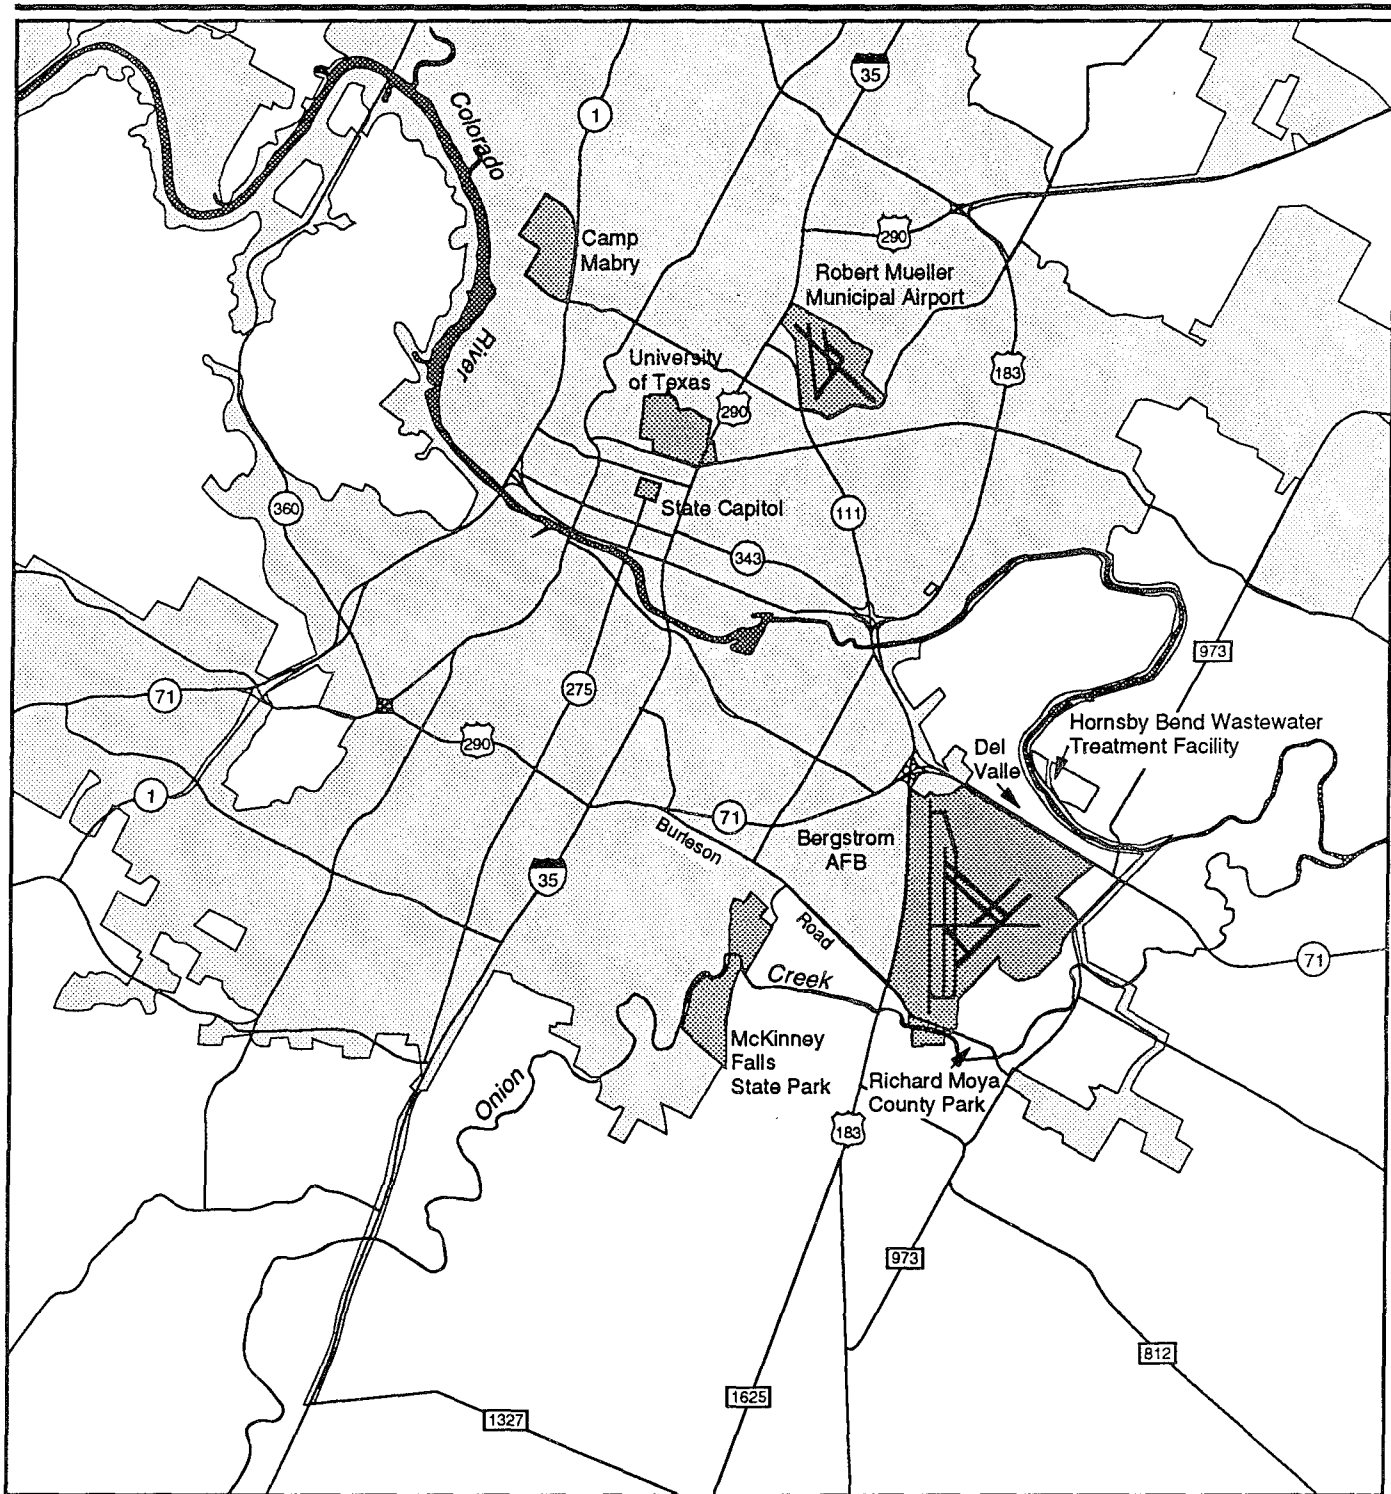 35
1
Colorado
Camp
Mabry
290
Robert Mueller
Municipal Airport
River
University
of Texas
183
290
360
State Capitol
111
343
973
71
275
290
Hornsby Bend Wastewater
Treatment Facility
Del
Valle
1
71
Burleson
Bergstrom
AFB
35
Road
Creek
71
McKinney
Falls
State Park
Onion
Richard Moya
County Park
183
973
812
1625
1327